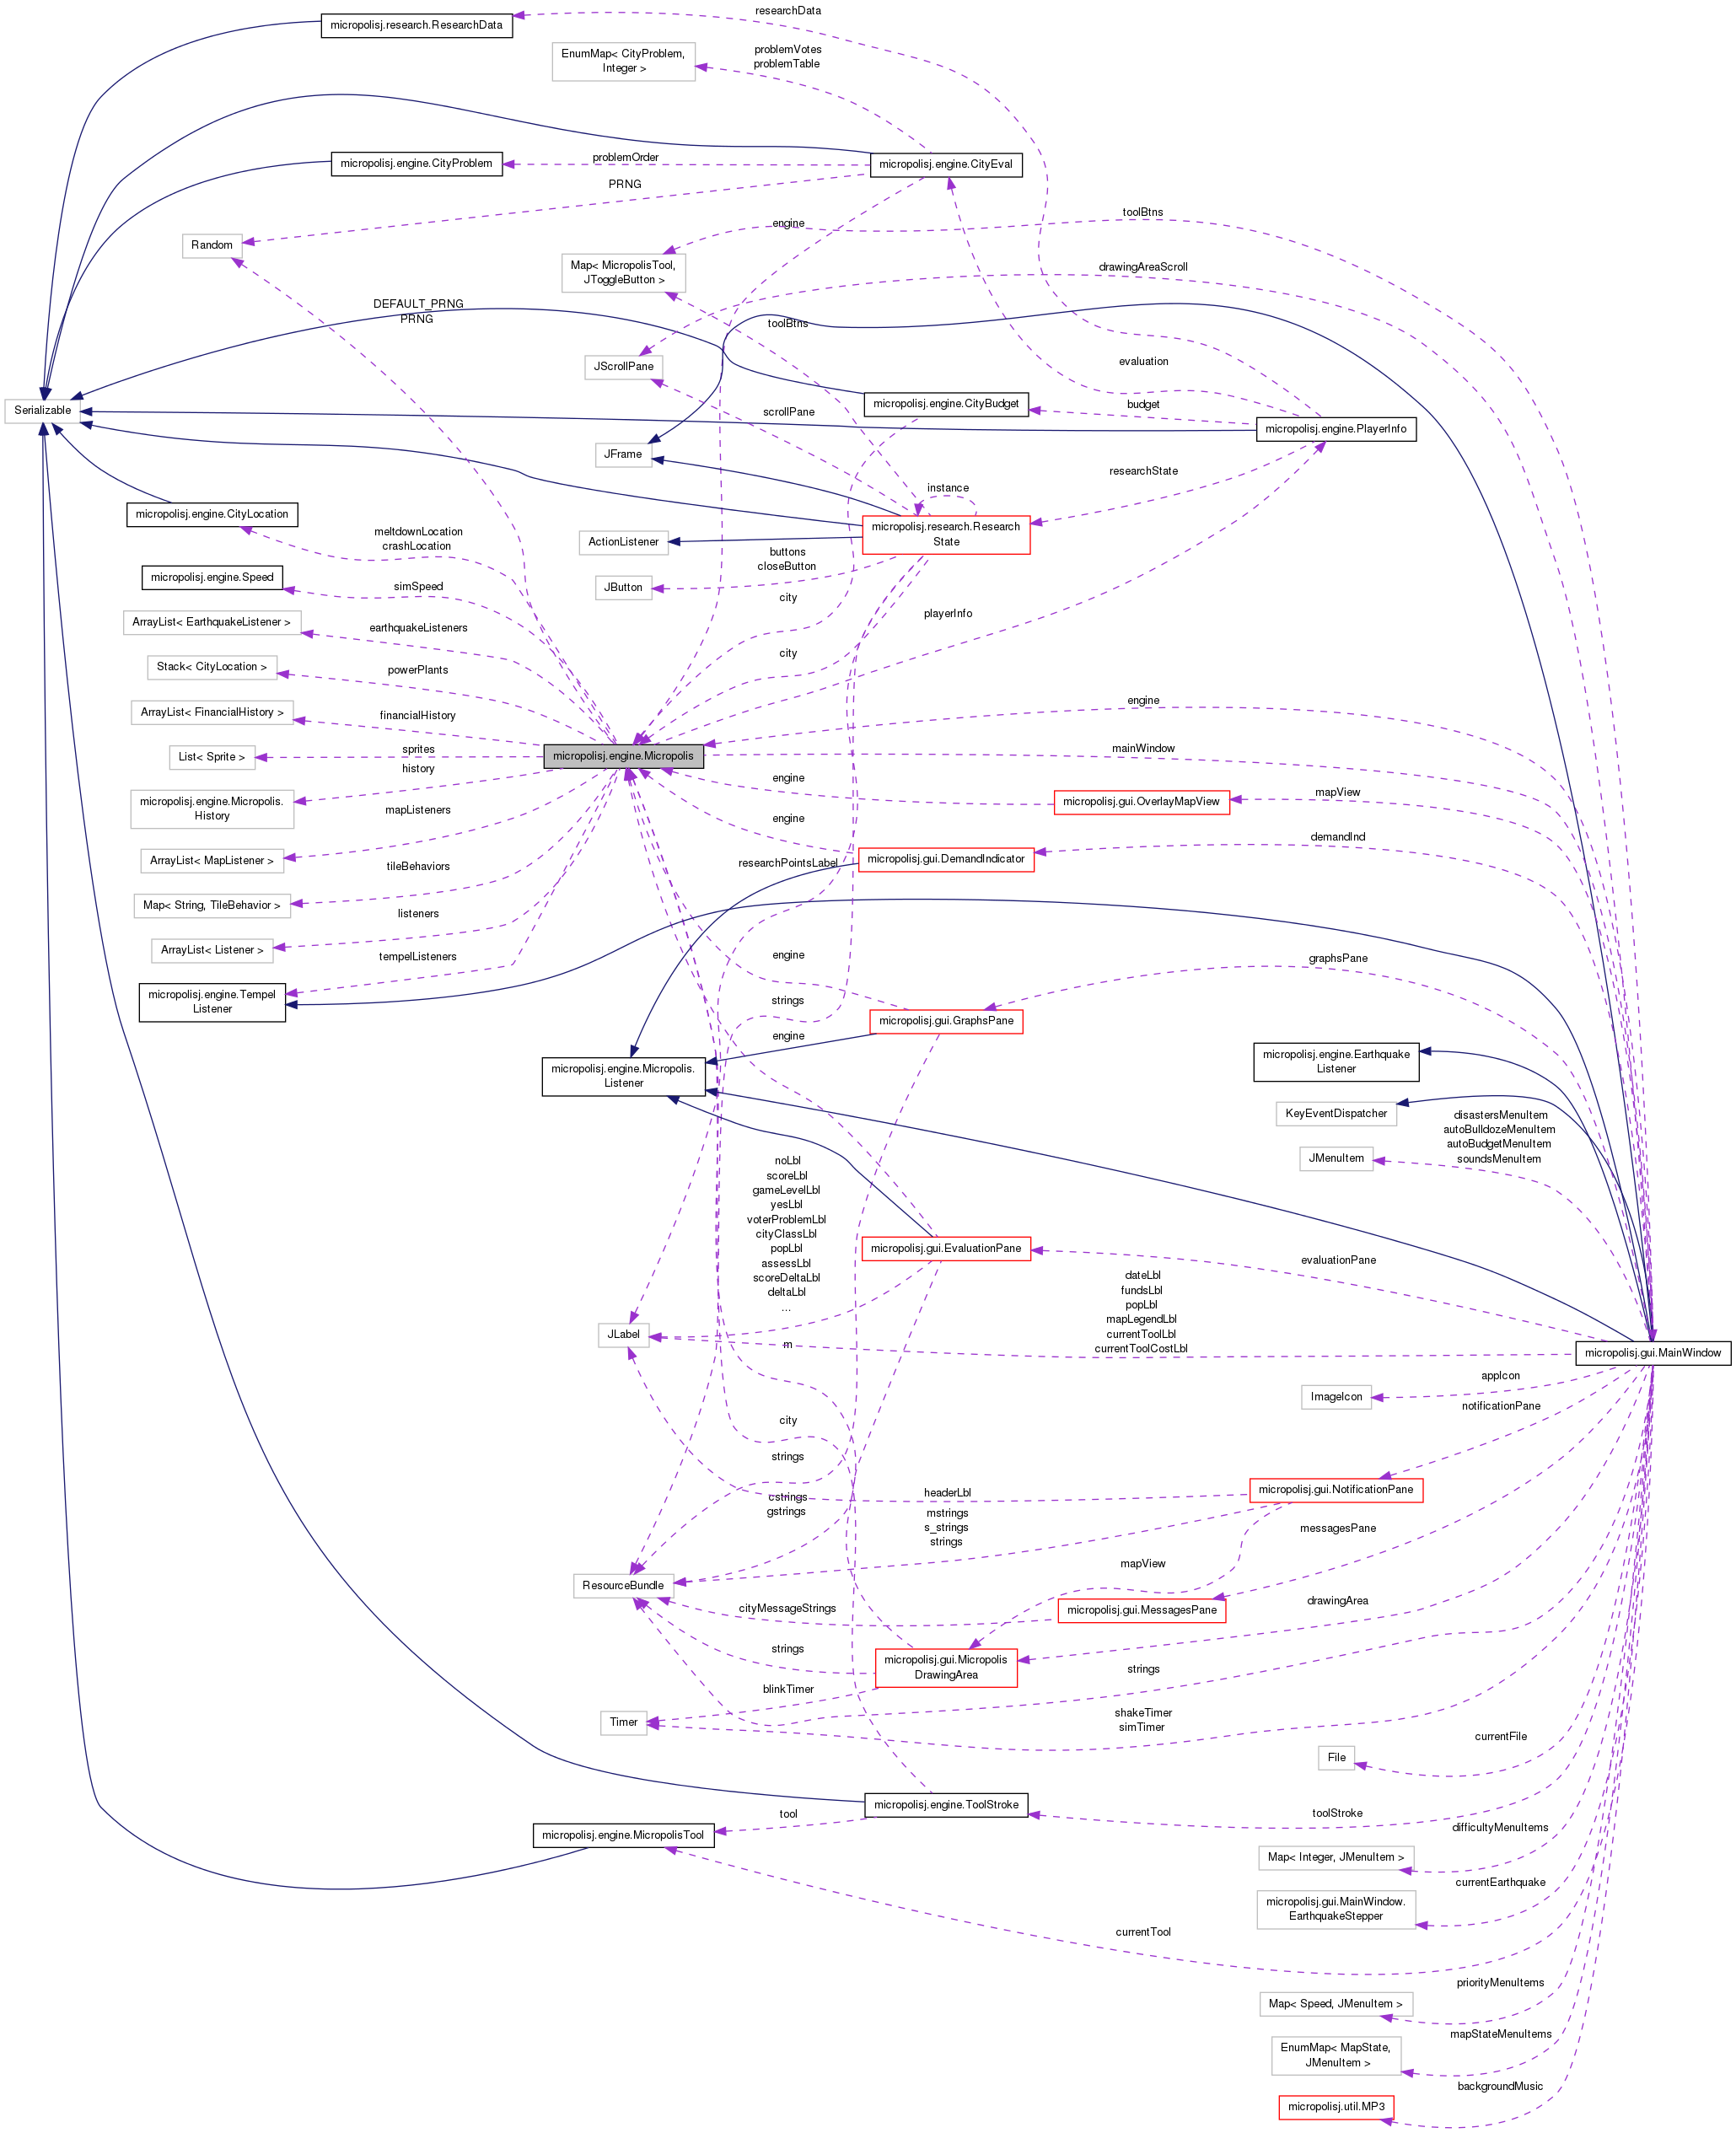 researchData
micropolisj.research.ResearchData
EnumMap< CityProblem,
Integer >
problemVotes
problemTable
micropolisj.engine.CityProblem
problemOrder
micropolisj.engine.CityEval
PRNG
Random
engine
toolBtns
Map< MicropolisTool,
JToggleButton >
drawingAreaScroll
DEFAULT_PRNG
PRNG
toolBtns
JScrollPane
evaluation
Serializable
scrollPane
micropolisj.engine.CityBudget
budget
micropolisj.engine.PlayerInfo
JFrame
researchState
instance
micropolisj.engine.CityLocation
meltdownLocation
crashLocation
ActionListener
micropolisj.research.Research
State
buttons
closeButton
micropolisj.engine.Speed
simSpeed
JButton
city
playerInfo
ArrayList< EarthquakeListener >
earthquakeListeners
city
Stack< CityLocation >
powerPlants
engine
ArrayList< FinancialHistory >
financialHistory
List< Sprite >
sprites
micropolisj.engine.Micropolis
mainWindow
history
engine
mapView
micropolisj.engine.Micropolis.
History
micropolisj.gui.OverlayMapView
mapListeners
engine
demandInd
ArrayList< MapListener >
tileBehaviors
researchPointsLabel
micropolisj.gui.DemandIndicator
Map< String, TileBehavior >
listeners
ArrayList< Listener >
tempelListeners
engine
graphsPane
micropolisj.engine.Tempel
Listener
strings
micropolisj.gui.GraphsPane
engine
micropolisj.engine.Micropolis.
Listener
micropolisj.engine.Earthquake
Listener
KeyEventDispatcher
disastersMenuItem
autoBulldozeMenuItem
autoBudgetMenuItem
soundsMenuItem
JMenuItem
noLbl
scoreLbl
gameLevelLbl
yesLbl
voterProblemLbl
cityClassLbl
popLbl
assessLbl
scoreDeltaLbl
deltaLbl
...
micropolisj.gui.EvaluationPane
evaluationPane
dateLbl
fundsLbl
popLbl
mapLegendLbl
currentToolLbl
currentToolCostLbl
JLabel
m
micropolisj.gui.MainWindow
appIcon
ImageIcon
notificationPane
city
strings
micropolisj.gui.NotificationPane
headerLbl
cstrings
gstrings
mstrings
s_strings
strings
messagesPane
mapView
ResourceBundle
drawingArea
cityMessageStrings
micropolisj.gui.MessagesPane
strings
micropolisj.gui.Micropolis
DrawingArea
strings
blinkTimer
Timer
shakeTimer
simTimer
currentFile
File
micropolisj.engine.ToolStroke
tool
toolStroke
micropolisj.engine.MicropolisTool
difficultyMenuItems
Map< Integer, JMenuItem >
currentEarthquake
micropolisj.gui.MainWindow.
EarthquakeStepper
currentTool
priorityMenuItems
Map< Speed, JMenuItem >
mapStateMenuItems
EnumMap< MapState,
JMenuItem >
backgroundMusic
micropolisj.util.MP3